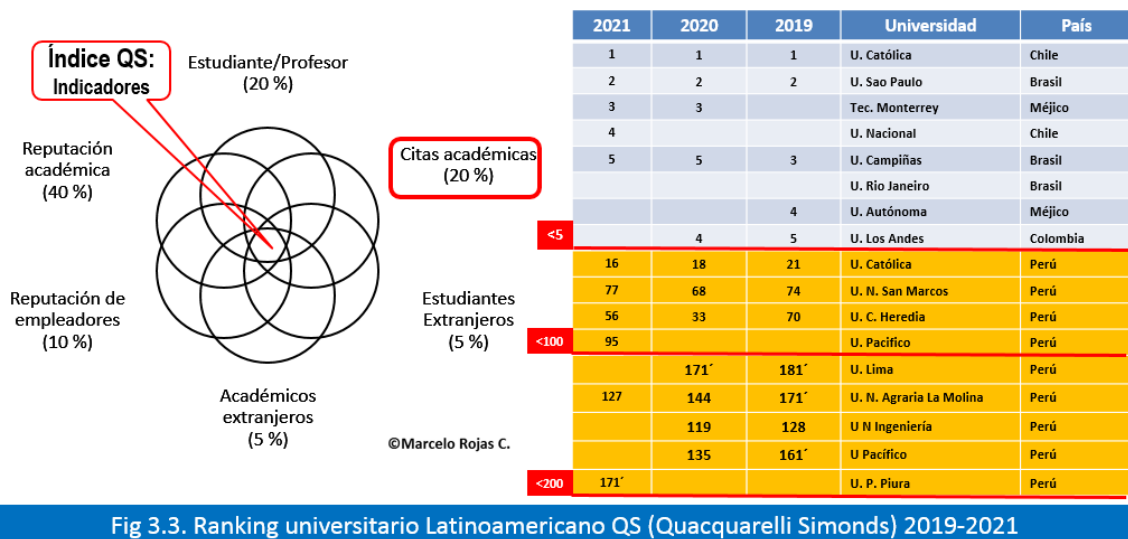 Índice QS:
Indicadores
Estudiante/Profesor
(20 %)
Reputación
académica
(40 %)
Citas académicas
(20 %)
Reputación de
empleadores
(10 %)
Estudiantes
Extranjeros
(5 %)
Académicos
extranjeros
(5 %)
©Marcelo Rojas C.
2021 2020 2019 Universidad País
1 1 1 U. Católica Chile
2 2 2 U. Sao Paulo Brasil
3 3 Tec. Monterrey Méjico
4 U. Nacional Chile
5 5 3 U. Campiñas Brasil
U. Rio Janeiro Brasil
4 U. Autónoma Méjico
<5 4 5 U. Los Andes Colombia
16 18 21 U. Católica Perú
77 68 74 U. N. San Marcos Perú
56 33 70 U. C. Heredia Perú
<100 95 U. Pacifico Perú
171´ 181´ U. Lima Perú
127 144 171´ U. N. Agraria La Molina Perú
119 128 U N Ingeniería Perú
135 161´ U Pacífico Perú
<200 171´ U. P. Piura Perú
Fig 3.3. Ranking universitario Latinoamericano QS (Quacquarelli Simonds) 2019-2021